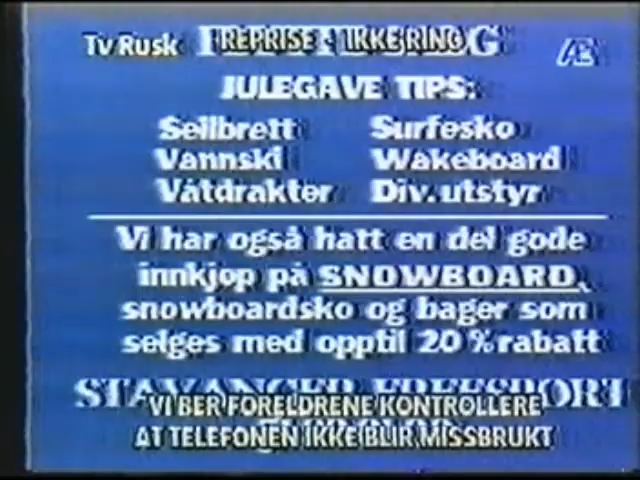 Tv Rusk
REPRISE - IKKE RING
JULEGAVE TIPS:
Seilbrett Surfesko
Vannski Wakeboard
Våtdrakter Div.utstyr
Vi har også hatt en del gode
innkjøp på SNOWBOARD,
snowboardsko og bager som
selges med opptil 20 % rabatt
STAVANGER FREESPORT
VI BER FORELDRENE KONTROLLERE
AT TELEFONEN IKKE BLIR MISSBRUKT